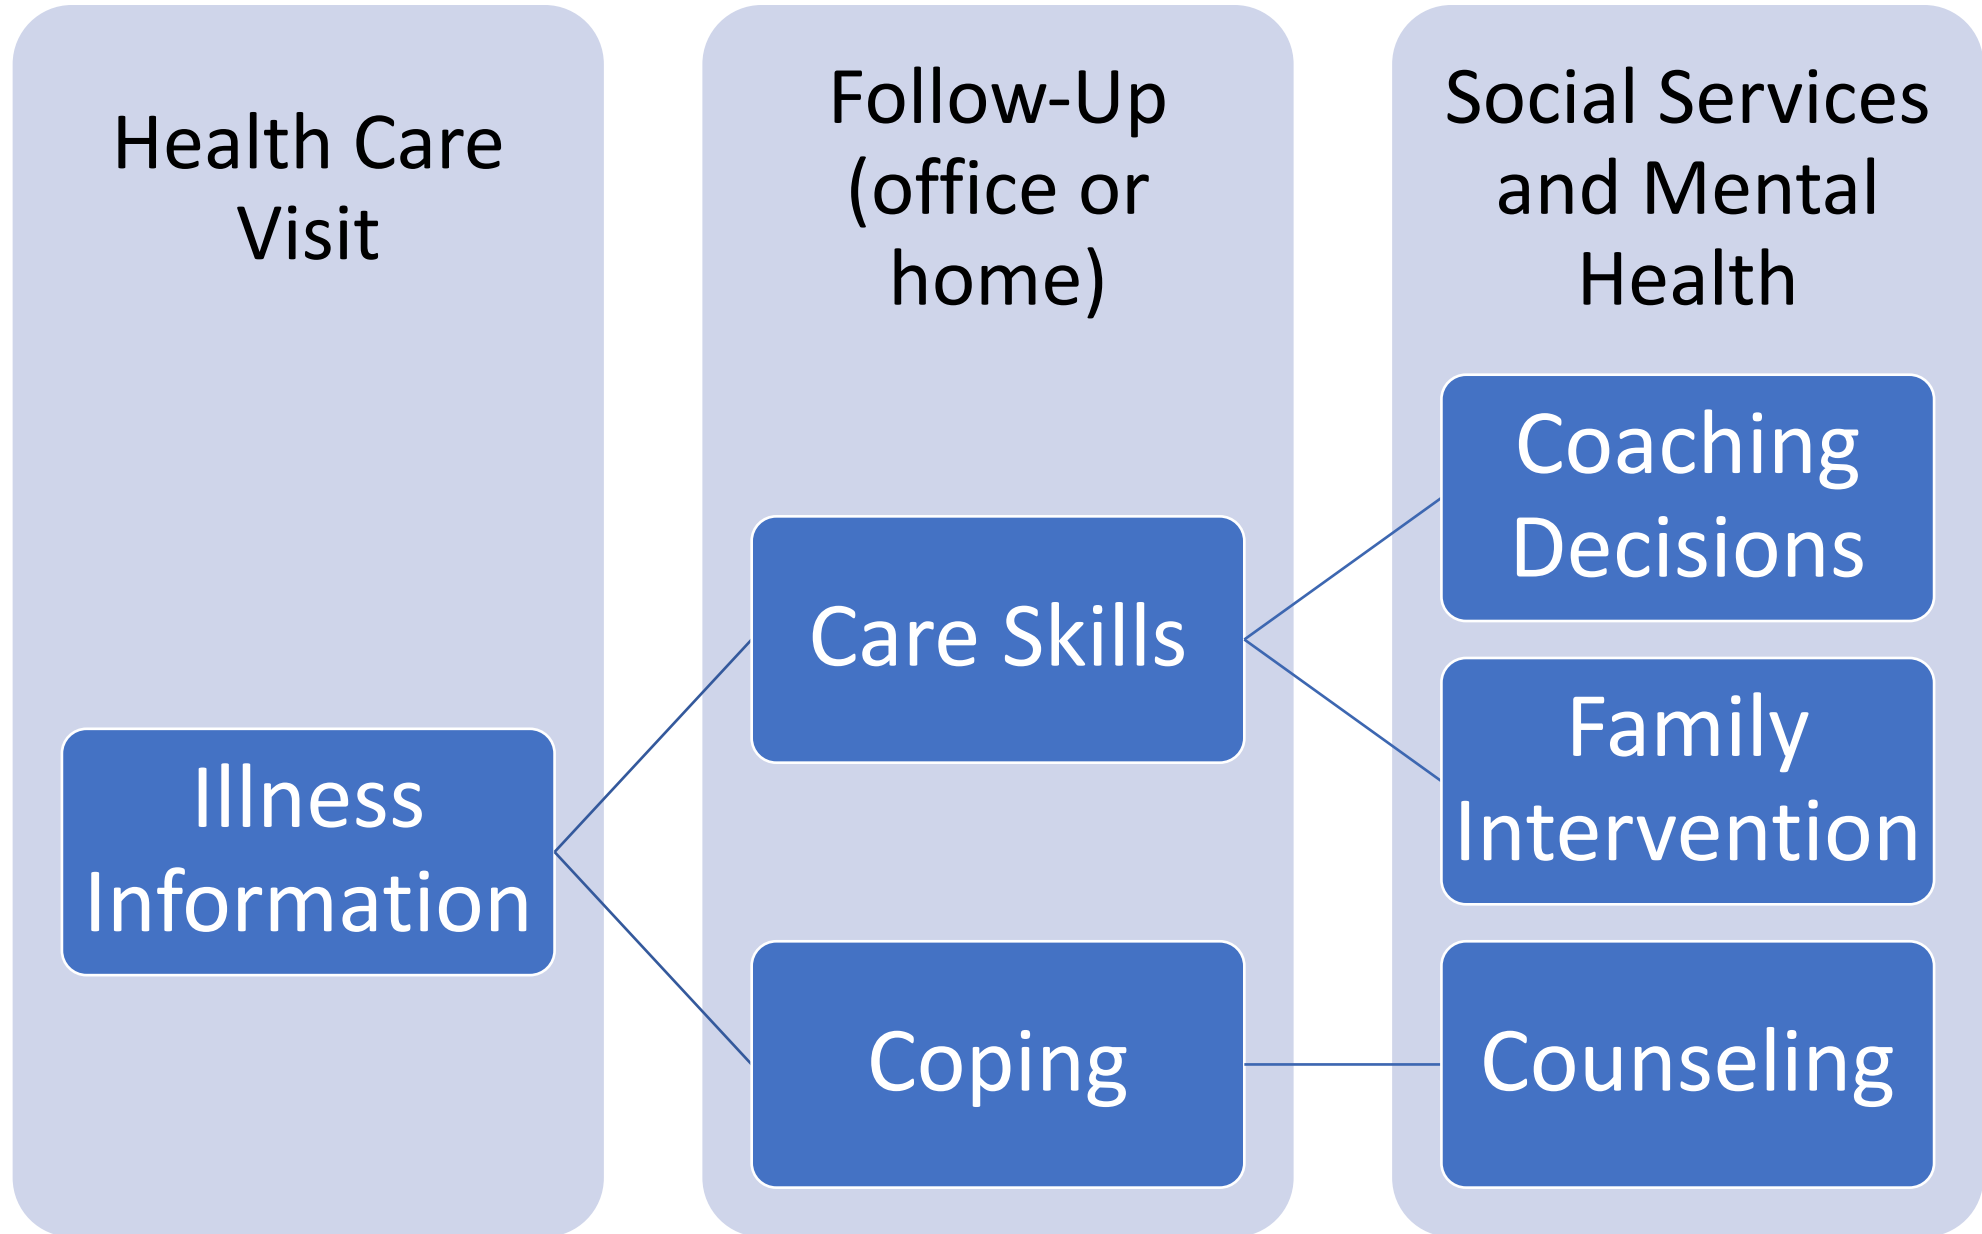 Health Care
Visit
Follow-Up
(office or
home)
Social Services
and Mental
Health
Illness
Information
Care Skills
Coping
Coaching
Decisions
Family
Intervention
Counseling